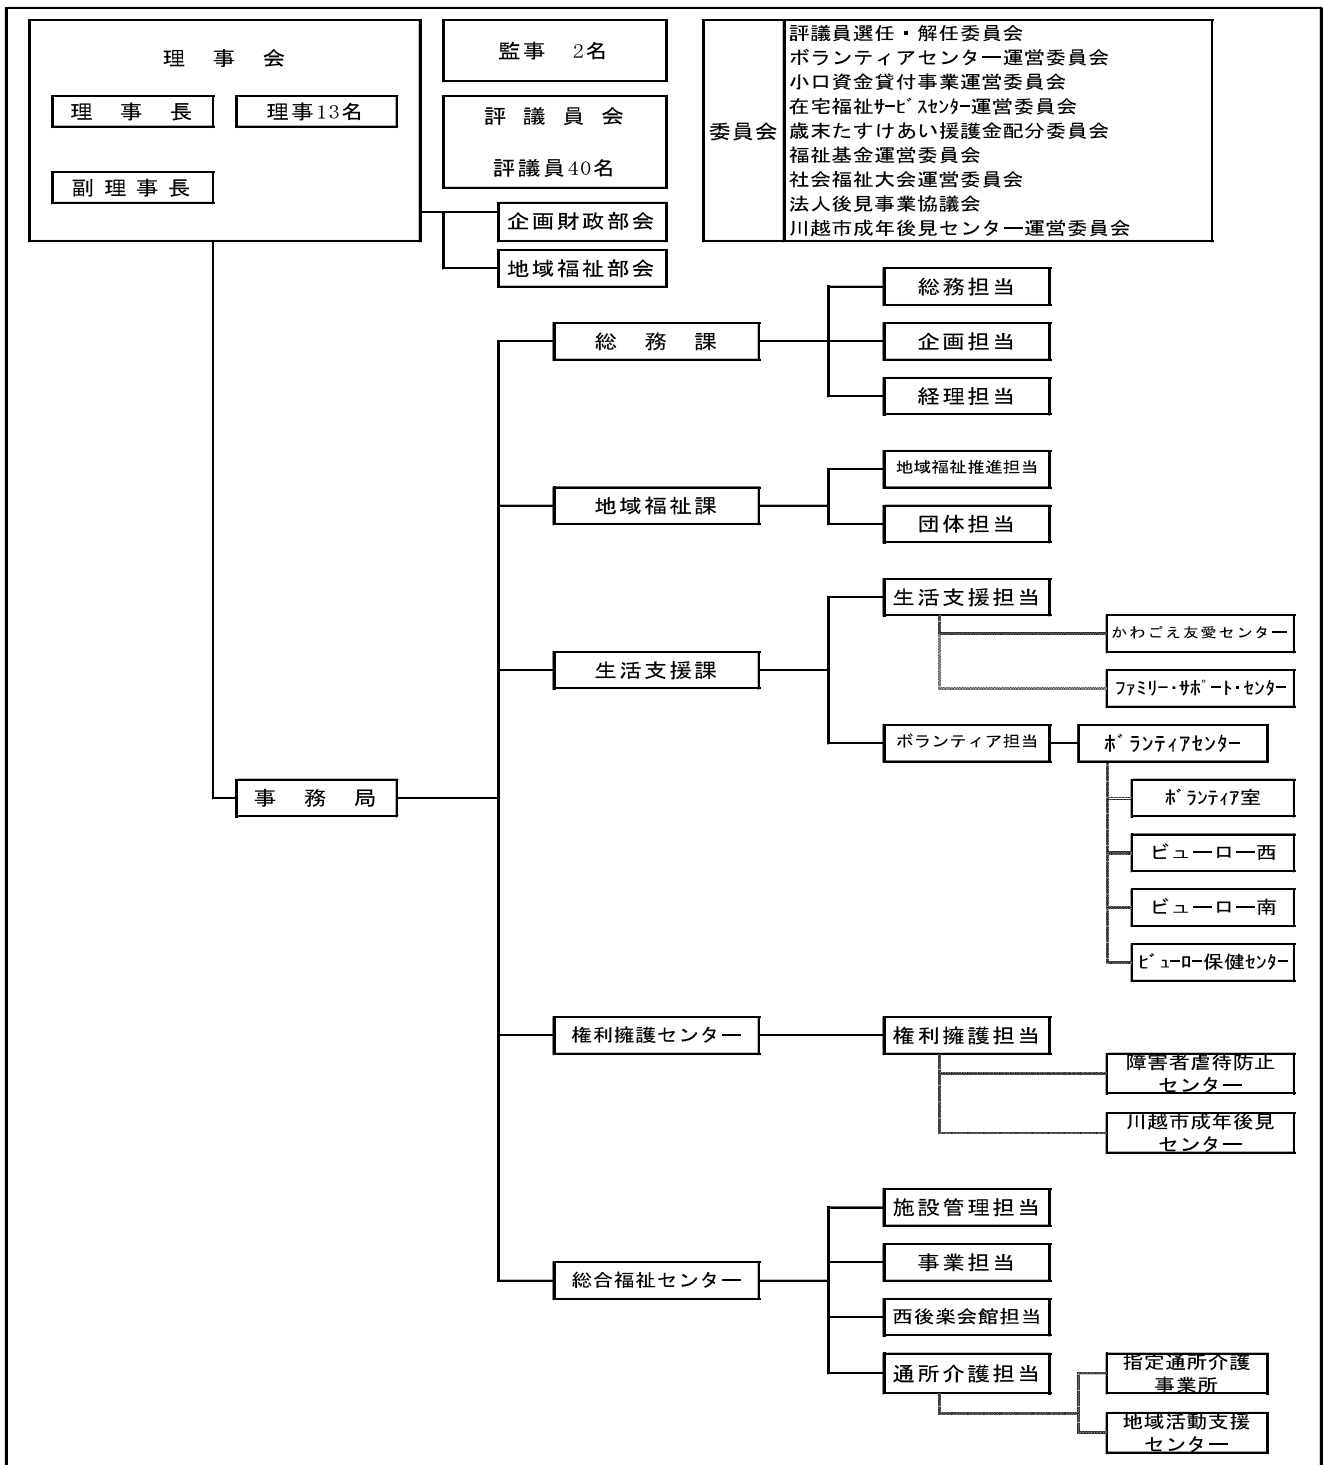 理事会
理事長
理事13名
副理事長
監事 2名
評議員会
評議員40名
企画財政部会
地域福祉部会
委員会
評議員選任・解任委員会
ボランティアセンター運営委員会
小口資金貸付事業運営委員会
在宅福祉ｻｰﾋﾞｽｾﾝﾀｰ運営委員会
歳末たすけあい援護金配分委員会
福祉基金運営委員会
社会福祉大会運営委員会
法人後見事業協議会
川越市成年後見センター運営委員会
事務局
総務課
総務担当
企画担当
経理担当
地域福祉課
地域福祉推進担当
団体担当
生活支援課
生活支援担当
かわごえ友愛センター
ﾌｧﾐﾘｰ・ｻﾎﾟｰﾄ・ｾﾝﾀｰ
ボランティア担当
ﾎﾞﾗﾝﾃｨｱｾﾝﾀｰ
ﾎﾞﾗﾝﾃｨｱ室
ビューロー西
ビューロー南
ﾋﾞｭｰﾛｰ保健ｾﾝﾀｰ
権利擁護センター
権利擁護担当
障害者虐待防止
センター
川越市成年後見
センター
総合福祉センター
施設管理担当
事業担当
西後楽会館担当
通所介護担当
指定通所介護
事業所
地域活動支援
センター